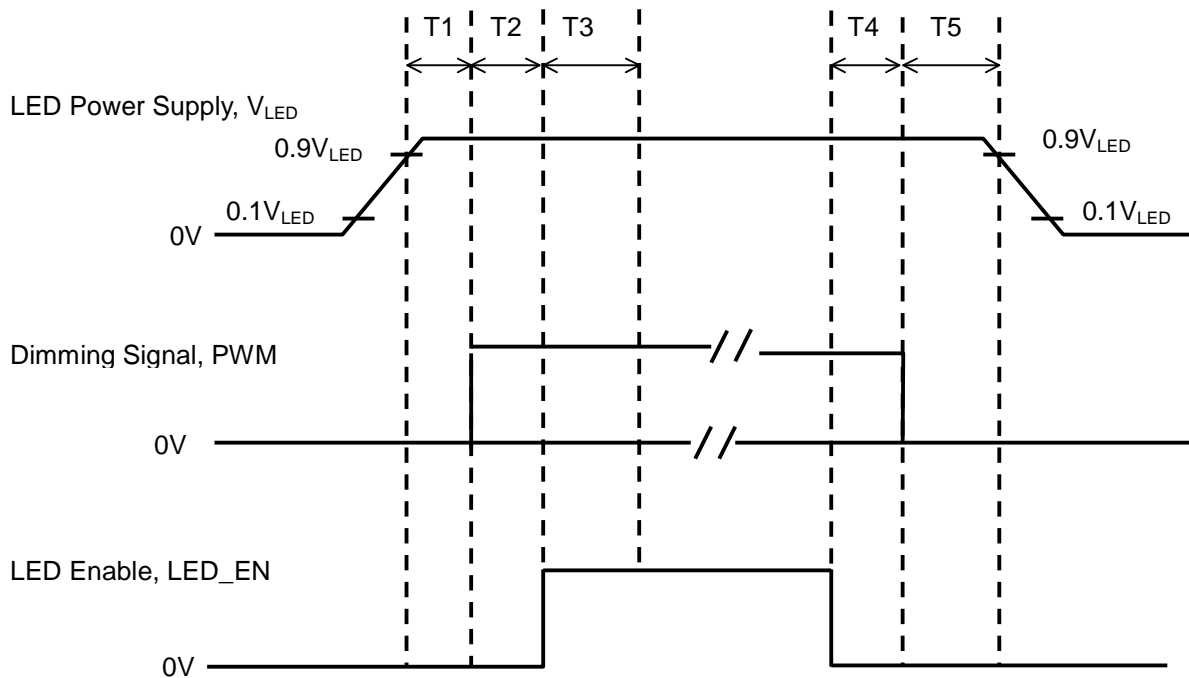 T1 T2 T3 T4 T5
LED Power Supply, VLED
0.9VLED 0.9VLED
0.1VLED 0.1VLED
0V
Dimming Signal, PWM
0V
LED Enable, LED_EN
0V